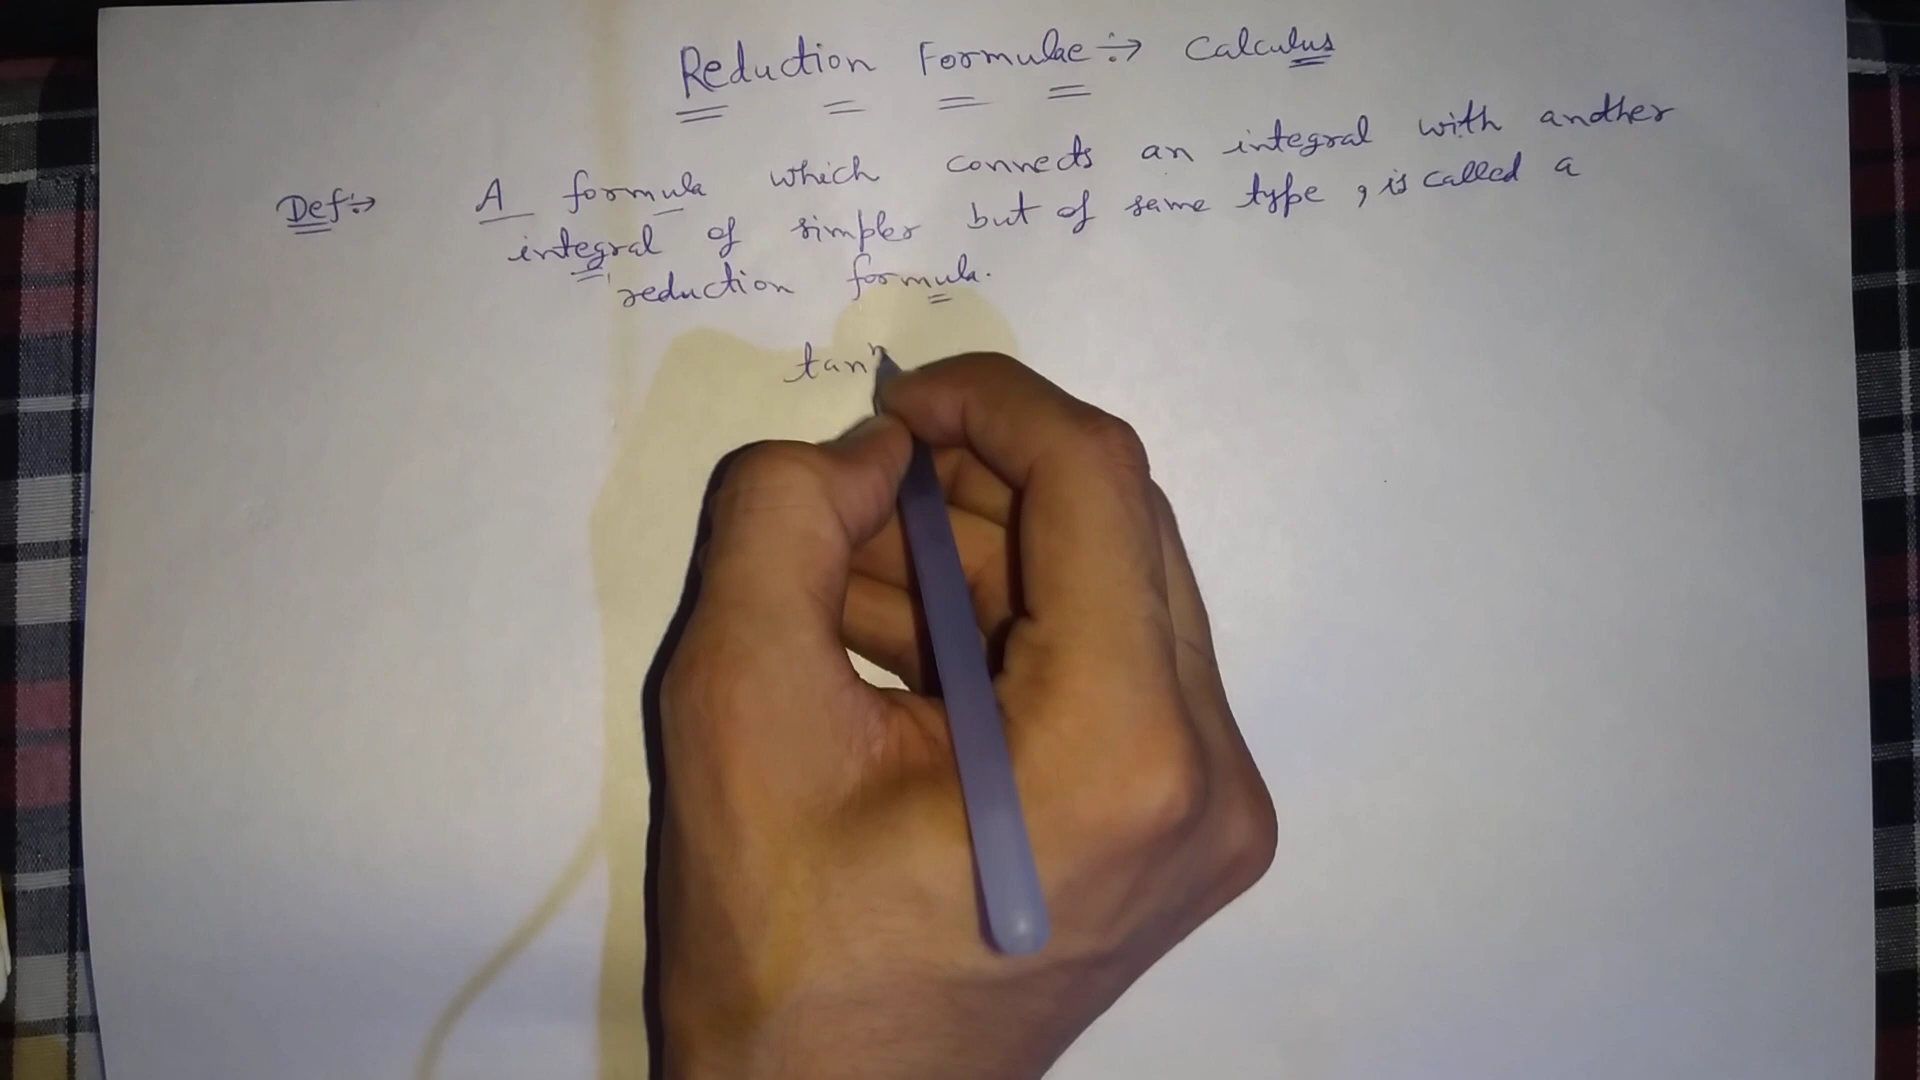 Reduction Formulae :→ Calculus
Def :→ A formula which connects an integral with another
integral of simpler but of same type, is called a
reduction formula.
tanⁿ